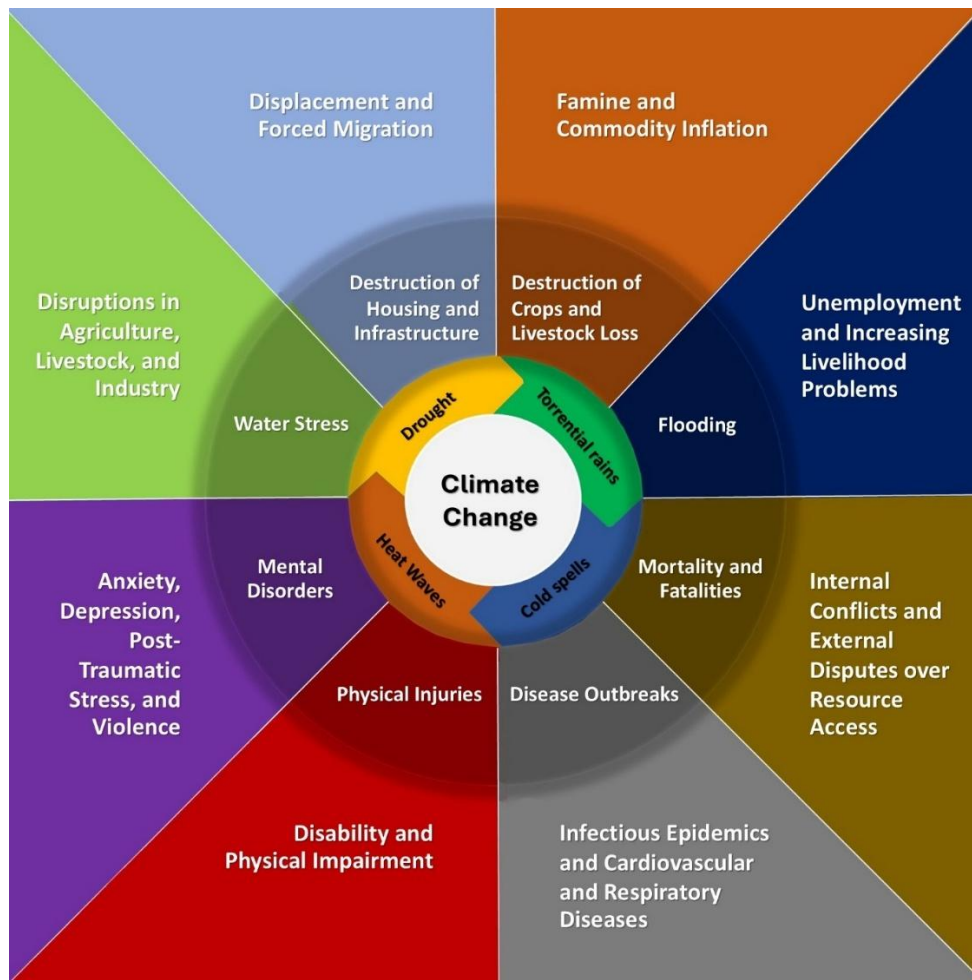 Displacement and
Forced Migration
Famine and
Commodity Inflation
Disruptions in
Agriculture,
Livestock, and
Industry
Destruction of
Housing and
Infrastructure
Destruction of
Crops and
Livestock Loss
Unemployment
and Increasing
Livelihood
Problems
Water Stress
Drought
Torrential rains
Flooding
Climate
Change
Heat Waves
Cold spells
Mental
Disorders
Mortality and
Fatalities
Anxiety,
Depression,
Post-
Traumatic
Stress, and
Violence
Internal
Conflicts and
External
Disputes over
Resource
Access
Physical Injuries
Disease Outbreaks
Disability and
Physical Impairment
Infectious Epidemics
and Cardiovascular
and Respiratory
Diseases